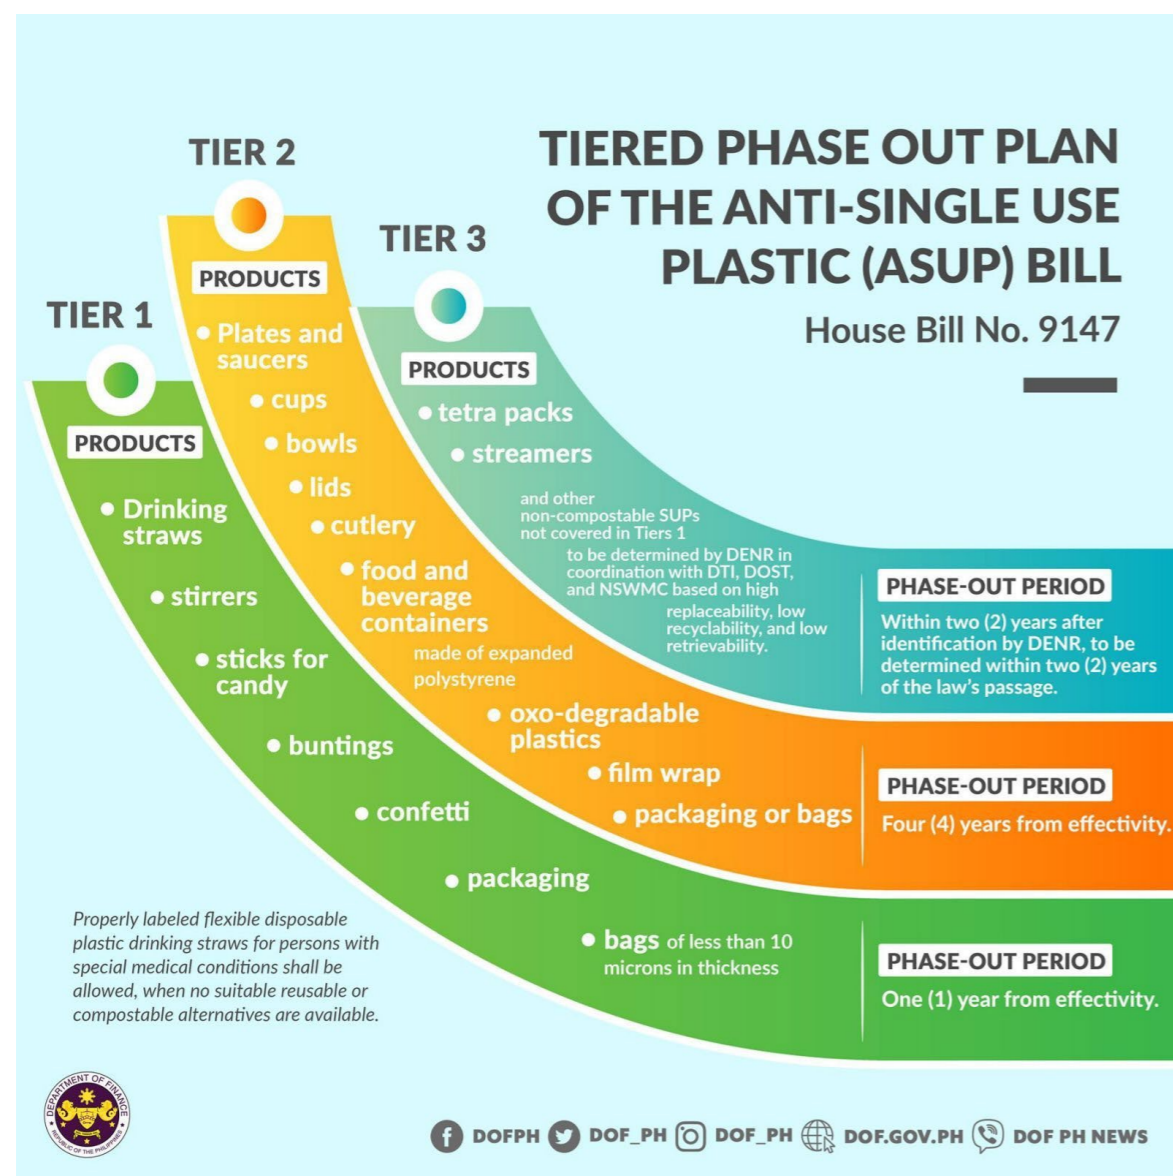 TIERED PHASE OUT PLAN
OF THE ANTI-SINGLE USE
PLASTIC (ASUP) BILL
House Bill No. 9147
TIER 1
PRODUCTS
• Drinking
straws
• stirrers
• sticks for
candy
• buntings
• confetti
• packaging
• bags of less than 10
microns in thickness
PHASE-OUT PERIOD
One (1) year from effectivity.
TIER 2
PRODUCTS
• Plates and
saucers
• cups
• bowls
• lids
• cutlery
• food and
beverage
containers
made of expanded
polystyrene
• oxo-degradable
plastics
• film wrap
• packaging or bags
PHASE-OUT PERIOD
Four (4) years from effectivity.
TIER 3
PRODUCTS
• tetra packs
• streamers
and other
non-compostable SUPs
not covered in Tiers 1
to be determined by DENR in
coordination with DTI, DOST,
and NSWMC based on high
replaceability, low
recyclability, and low
retrievability.
PHASE-OUT PERIOD
Within two (2) years after
identification by DENR, to be
determined within two (2) years
of the law's passage.
Properly labeled flexible disposable
plastic drinking straws for persons with
special medical conditions shall be
allowed, when no suitable reusable or
compostable alternatives are available.
DEPARTMENT OF FINANCE
REPUBLIC OF THE PHILIPPINES
DOFPH DOF_PH DOF_PH DOF.GOV.PH DOF PH NEWS